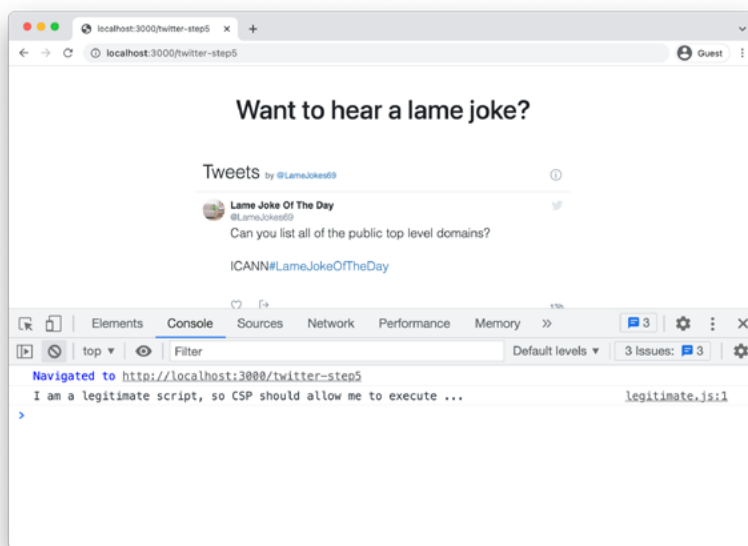 localhost:3000/twitter-step5
localhost:3000/twitter-step5 Guest
Want to hear a lame joke?
Tweets by @LameJokes69
Lame Joke Of The Day
@LameJokes69
Can you list all of the public top level domains?
ICANN#LameJokeOfTheDay
13h
Elements Console Sources Network Performance Memory » 3
top ▼ Filter Default levels ▼ 3 Issues: 3
Navigated to http://localhost:3000/twitter-step5
I am a legitimate script, so CSP should allow me to execute ... legitimate.js:1